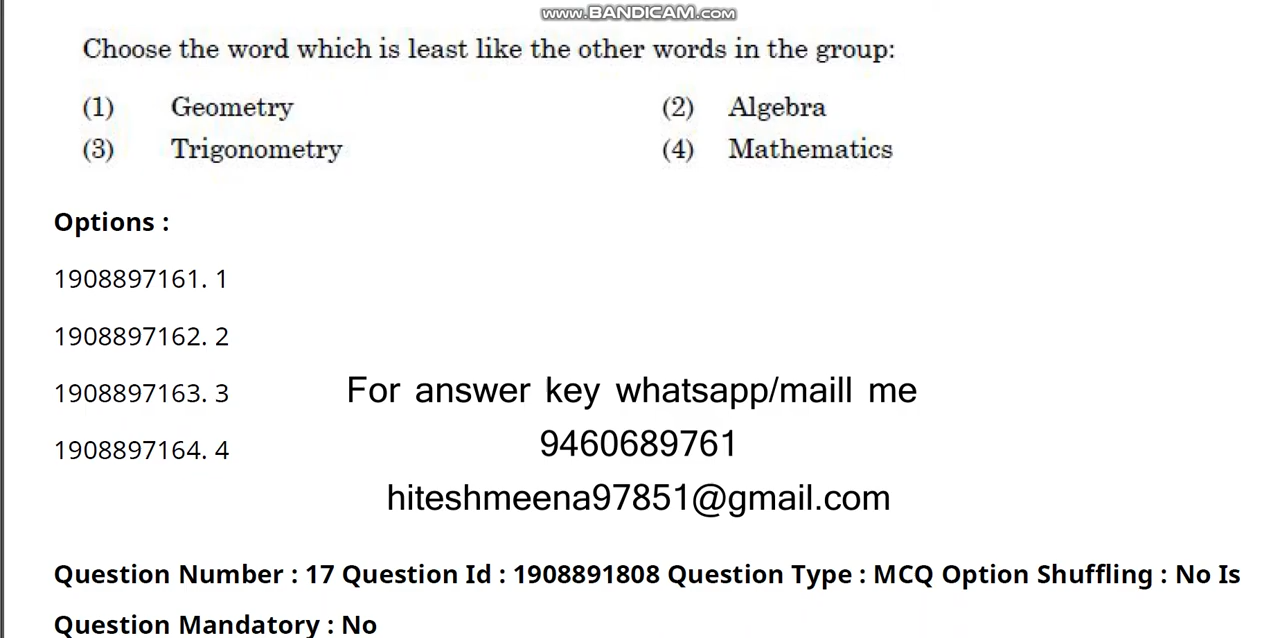 www.BANDICAM.com
Choose the word which is least like the other words in the group:
(1) Geometry (2) Algebra
(3) Trigonometry (4) Mathematics
Options :
1908897161. 1
1908897162. 2
1908897163. 3
1908897164. 4
For answer key whatsapp/maill me
9460689761
hiteshmeena97851@gmail.com
Question Number : 17 Question Id : 1908891808 Question Type : MCQ Option Shuffling : No Is
Question Mandatory : No